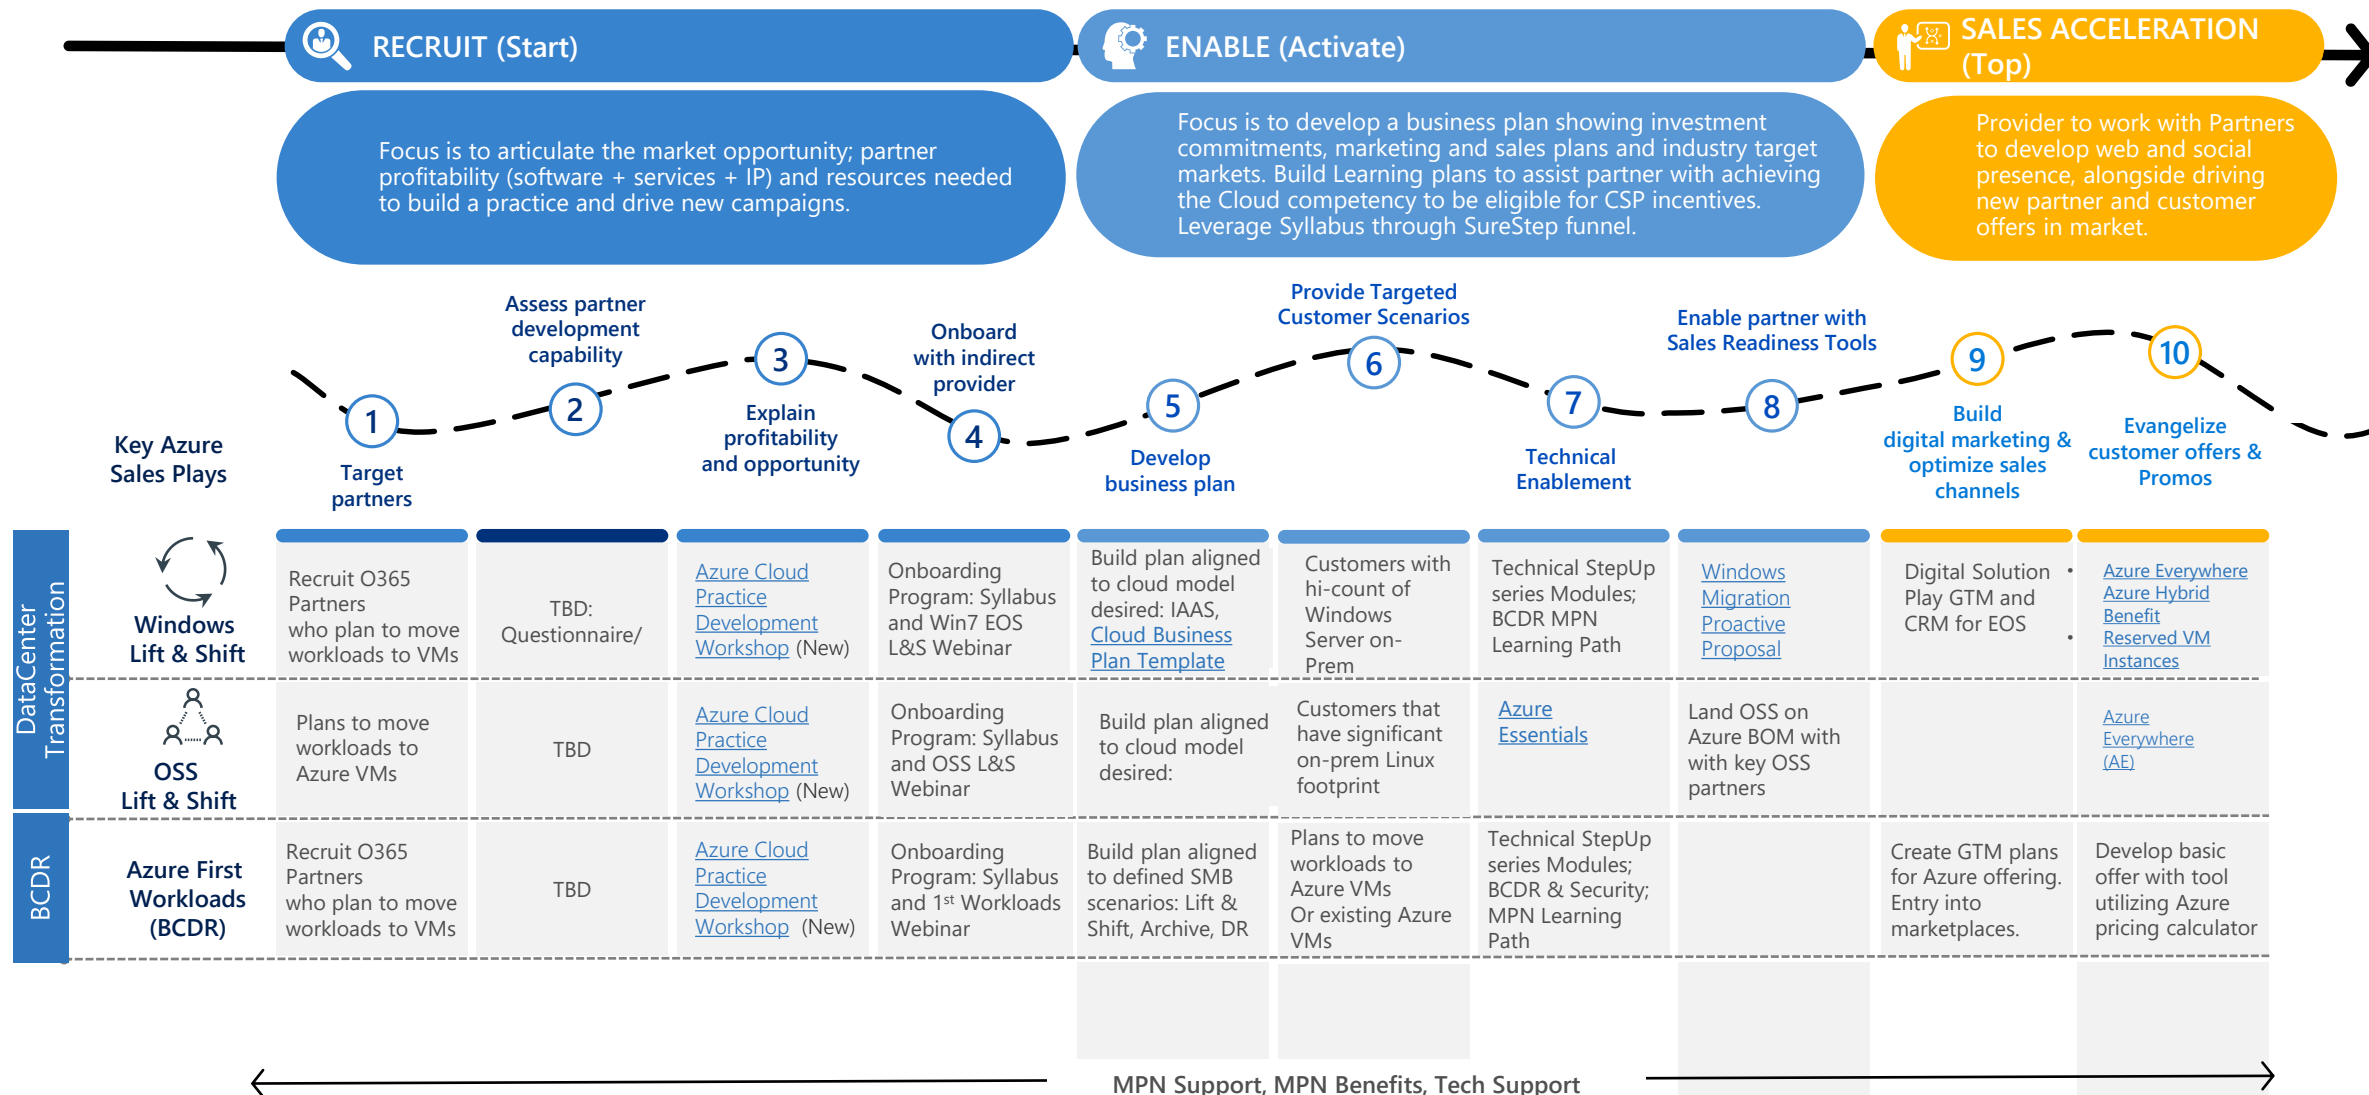 RECRUIT (Start)
ENABLE (Activate)
SALES ACCELERATION
(Top)
Focus is to articulate the market opportunity; partner
profitability (software + services + IP) and resources needed
to build a practice and drive new campaigns.
Focus is to develop a business plan showing investment
commitments, marketing and sales plans and industry target
markets. Build Learning plans to assist partner with achieving
the Cloud competency to be eligible for CSP incentives.
Leverage Syllabus through SureStep funnel.
Provider to work with Partners
to develop web and social
presence, alongside driving
new partner and customer
offers in market.
Key Azure
Sales Plays
1
Target
partners
Assess partner
development
capability
2
3
Explain
profitability
and opportunity
Onboard
with indirect
provider
4
5
Develop
business plan
Provide Targeted
Customer Scenarios
6
7
Technical
Enablement
Enable partner with
Sales Readiness Tools
8
9
Build
digital marketing &
optimize sales
channels
10
Evangelize
customer offers &
Promos
DataCenter
Transformation
Windows
Lift & Shift
Recruit O365
Partners
who plan to move
workloads to VMs
TBD:
Questionnaire/
Azure Cloud
Practice
Development
Workshop (New)
Onboarding
Program: Syllabus
and Win7 EOS
L&S Webinar
Build plan aligned
to cloud model
desired: IAAS,
Cloud Business
Plan Template
Customers with
hi-count of
Windows
Server on-
Prem
Technical StepUp
series Modules;
BCDR MPN
Learning Path
Windows
Migration
Proactive
Proposal
Digital Solution
Play GTM and
CRM for EOS
• Azure Everywhere
Azure Hybrid
Benefit
• Reserved VM
Instances
OSS
Lift & Shift
Plans to move
workloads to
Azure VMs
TBD
Azure Cloud
Practice
Development
Workshop (New)
Onboarding
Program: Syllabus
and OSS L&S
Webinar
Build plan aligned
to cloud model
desired:
Customers that
have significant
on-prem Linux
footprint
Azure
Essentials
Land OSS on
Azure BOM with
with key OSS
partners
Azure
Everywhere
(AE)
BCDR
Azure First
Workloads
(BCDR)
Recruit O365
Partners
who plan to move
workloads to VMs
TBD
Azure Cloud
Practice
Development
Workshop (New)
Onboarding
Program: Syllabus
and 1st Workloads
Webinar
Build plan aligned
to defined SMB
scenarios: Lift &
Shift, Archive, DR
Plans to move
workloads to
Azure VMs
Or existing Azure
VMs
Technical StepUp
series Modules;
BCDR & Security;
MPN Learning
Path
Create GTM plans
for Azure offering.
Entry into
marketplaces.
Develop basic
offer with tool
utilizing Azure
pricing calculator
MPN Support, MPN Benefits, Tech Support